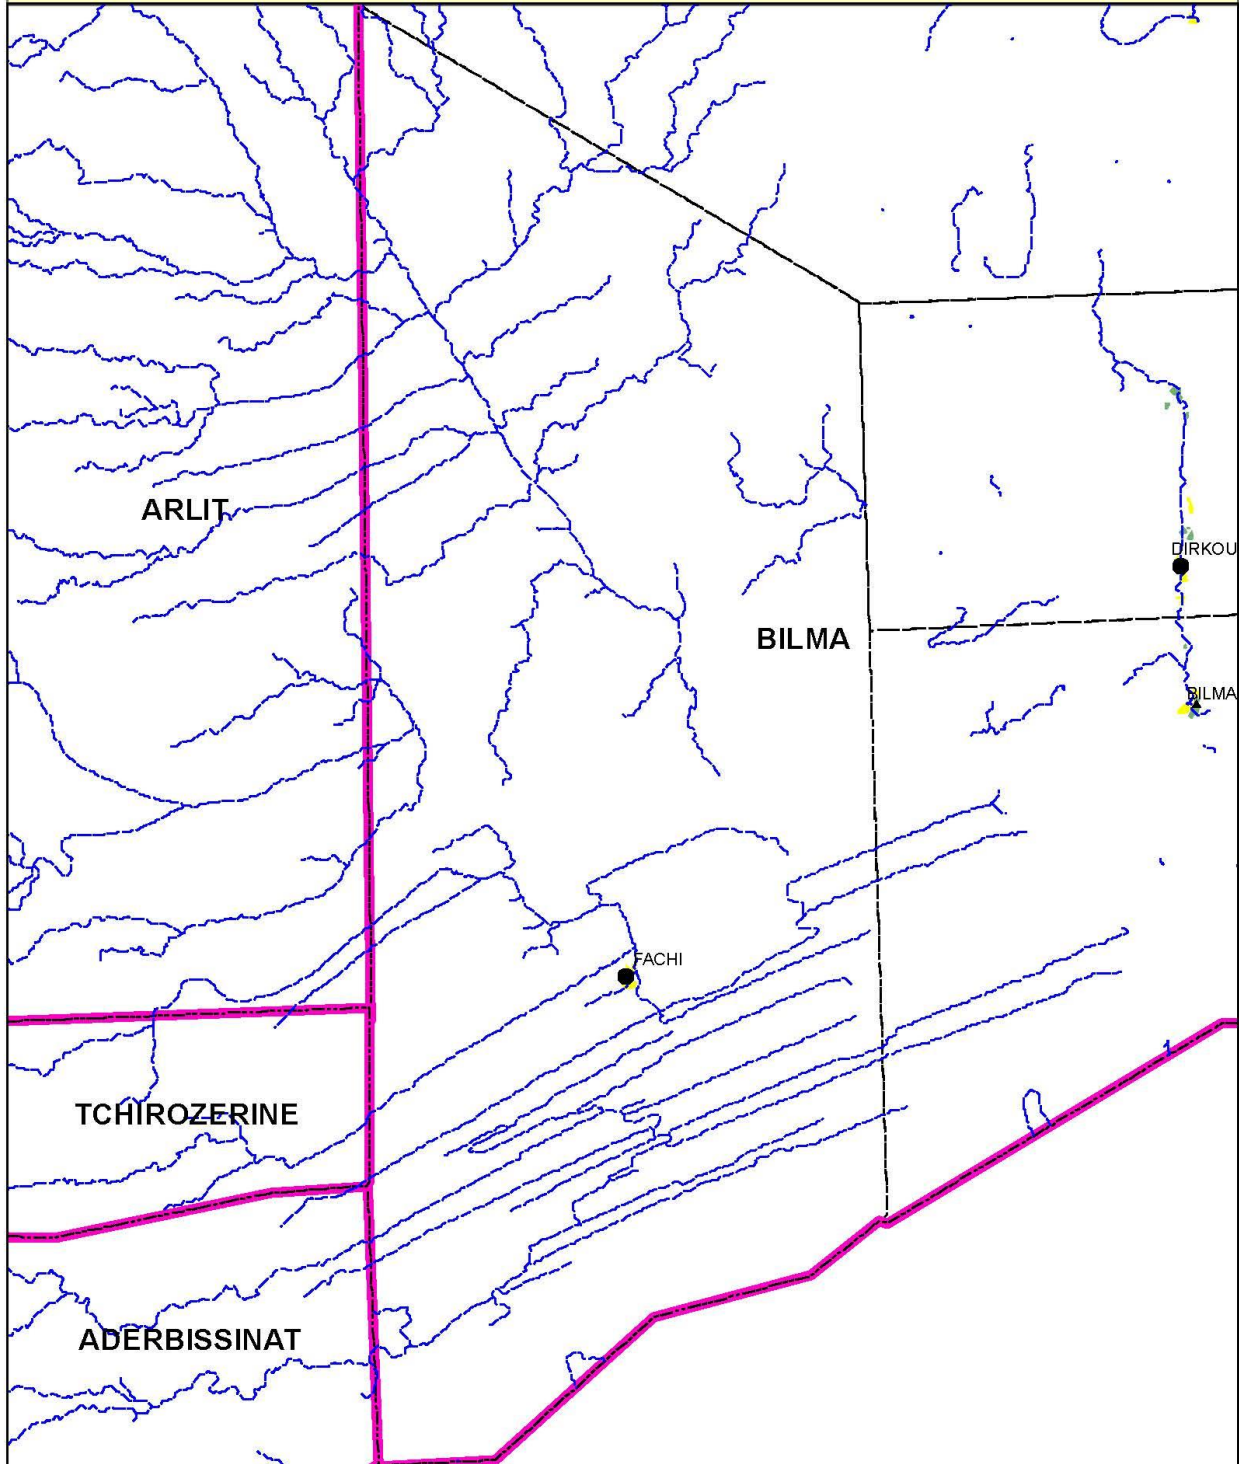 ARLIT
DIRKOU
BILMA
BILMA
FACHI
TCHIROZERINE
ADERBISSINAT